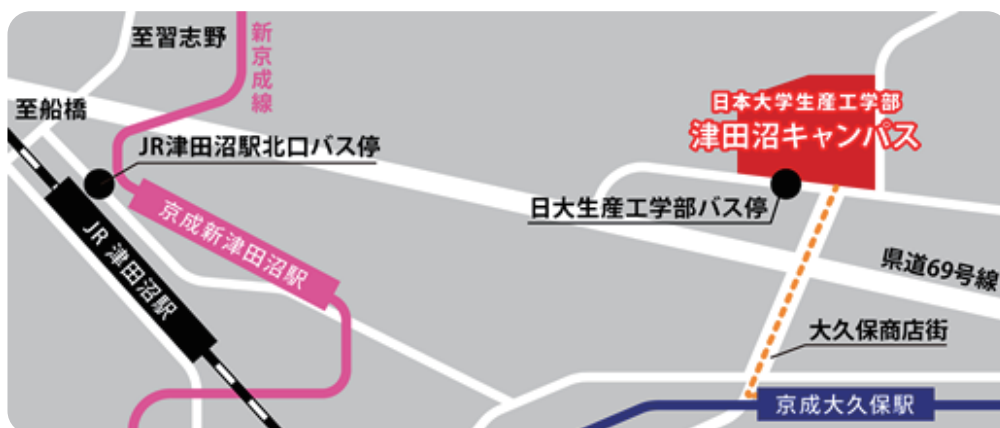 至習志野
新京成線
至船橋
JR津田沼駅北口バス停
京成新津田沼駅
JR 津田沼駅
日本大学生産工学部
津田沼キャンパス
日大生産工学部バス停
県道69号線
大久保商店街
京成大久保駅